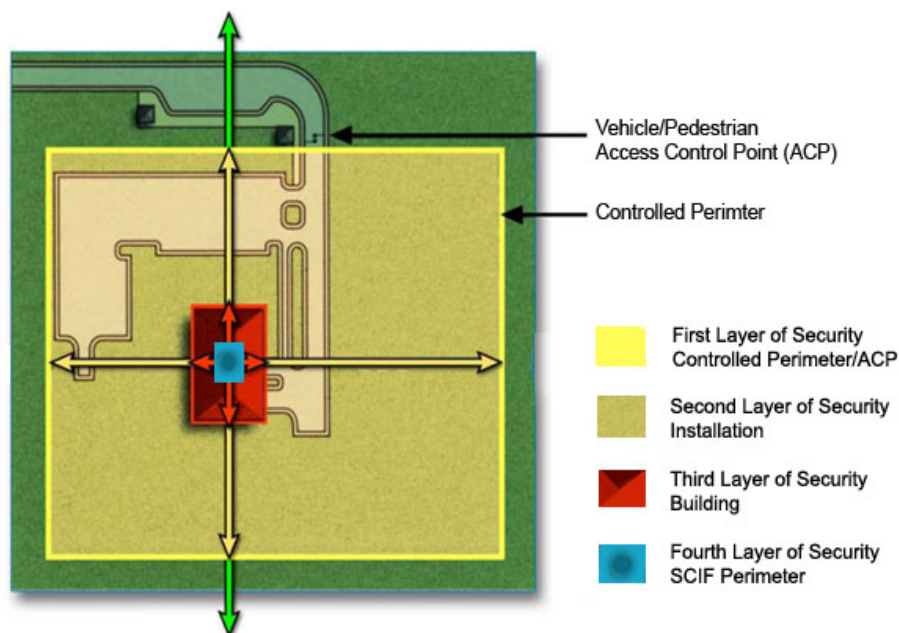 Vehicle/Pedestrian
Access Control Point (ACP)
Controlled Perimter
First Layer of Security
Controlled Perimeter/ACP
Second Layer of Security
Installation
Third Layer of Security
Building
Fourth Layer of Security
SCIF Perimeter